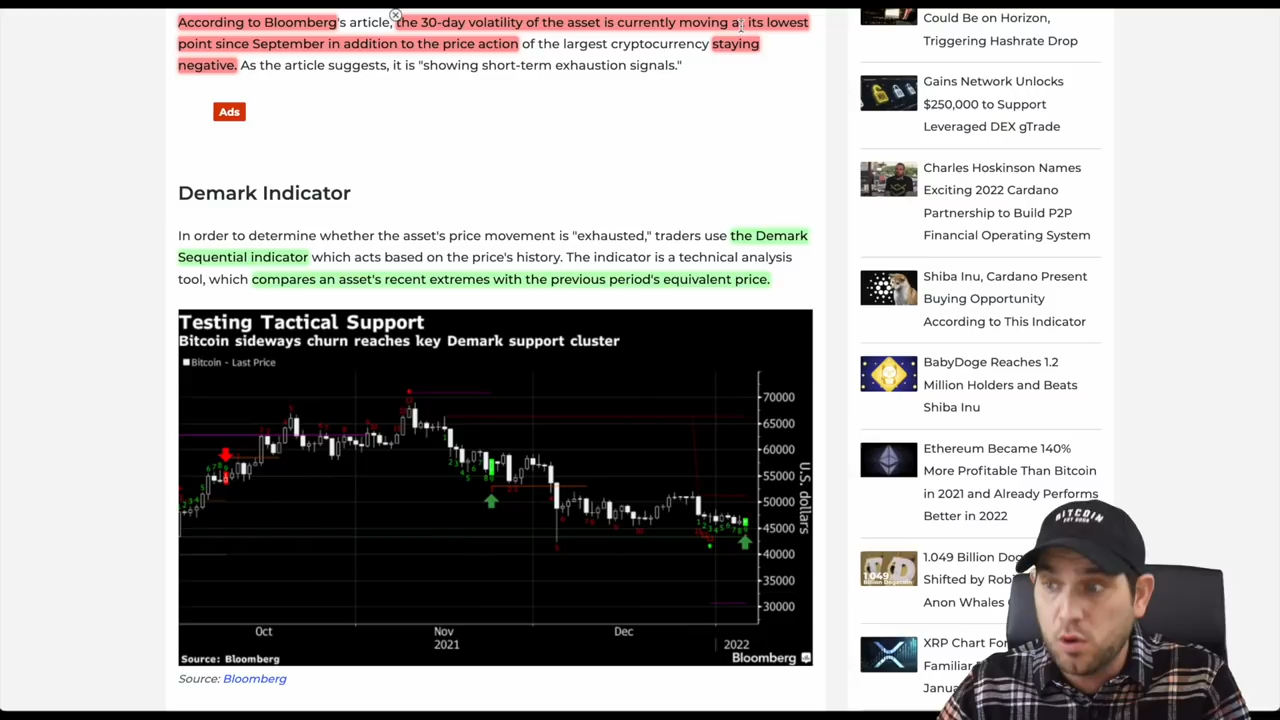 According to Bloomberg's article, the 30-day volatility of the asset is currently moving at its lowest
point since September in addition to the price action of the largest cryptocurrency staying
negative. As the article suggests, it is "showing short-term exhaustion signals."
Ads
Demark Indicator
In order to determine whether the asset's price movement is "exhausted," traders use the Demark
Sequential indicator which acts based on the price's history. The indicator is a technical analysis
tool, which compares an asset's recent extremes with the previous period's equivalent price.
Testing Tactical Support
Bitcoin sideways churn reaches key Demark support cluster
Bitcoin - Last Price
70000
65000
60000
55000
50000
45000
40000
35000
30000
U.S. dollars
Oct
Nov
Dec
2021
2022
Source: Bloomberg
Bloomberg
Source: Bloomberg
Could Be on Horizon,
Triggering Hashrate Drop
Gains Network Unlocks
$250,000 to Support
Leveraged DEX gTrade
Charles Hoskinson Names
Exciting 2022 Cardano
Partnership to Build P2P
Financial Operating System
Shiba Inu, Cardano Present
Buying Opportunity
According to This Indicator
BabyDoge Reaches 1.2
Million Holders and Beats
Shiba Inu
Ethereum Became 140%
More Profitable Than Bitcoin
in 2021 and Already Performs
Better in 2022
1.049 Billion
Shifted by
Anon Whales
XRP Chart
Familiar
BITCOIN